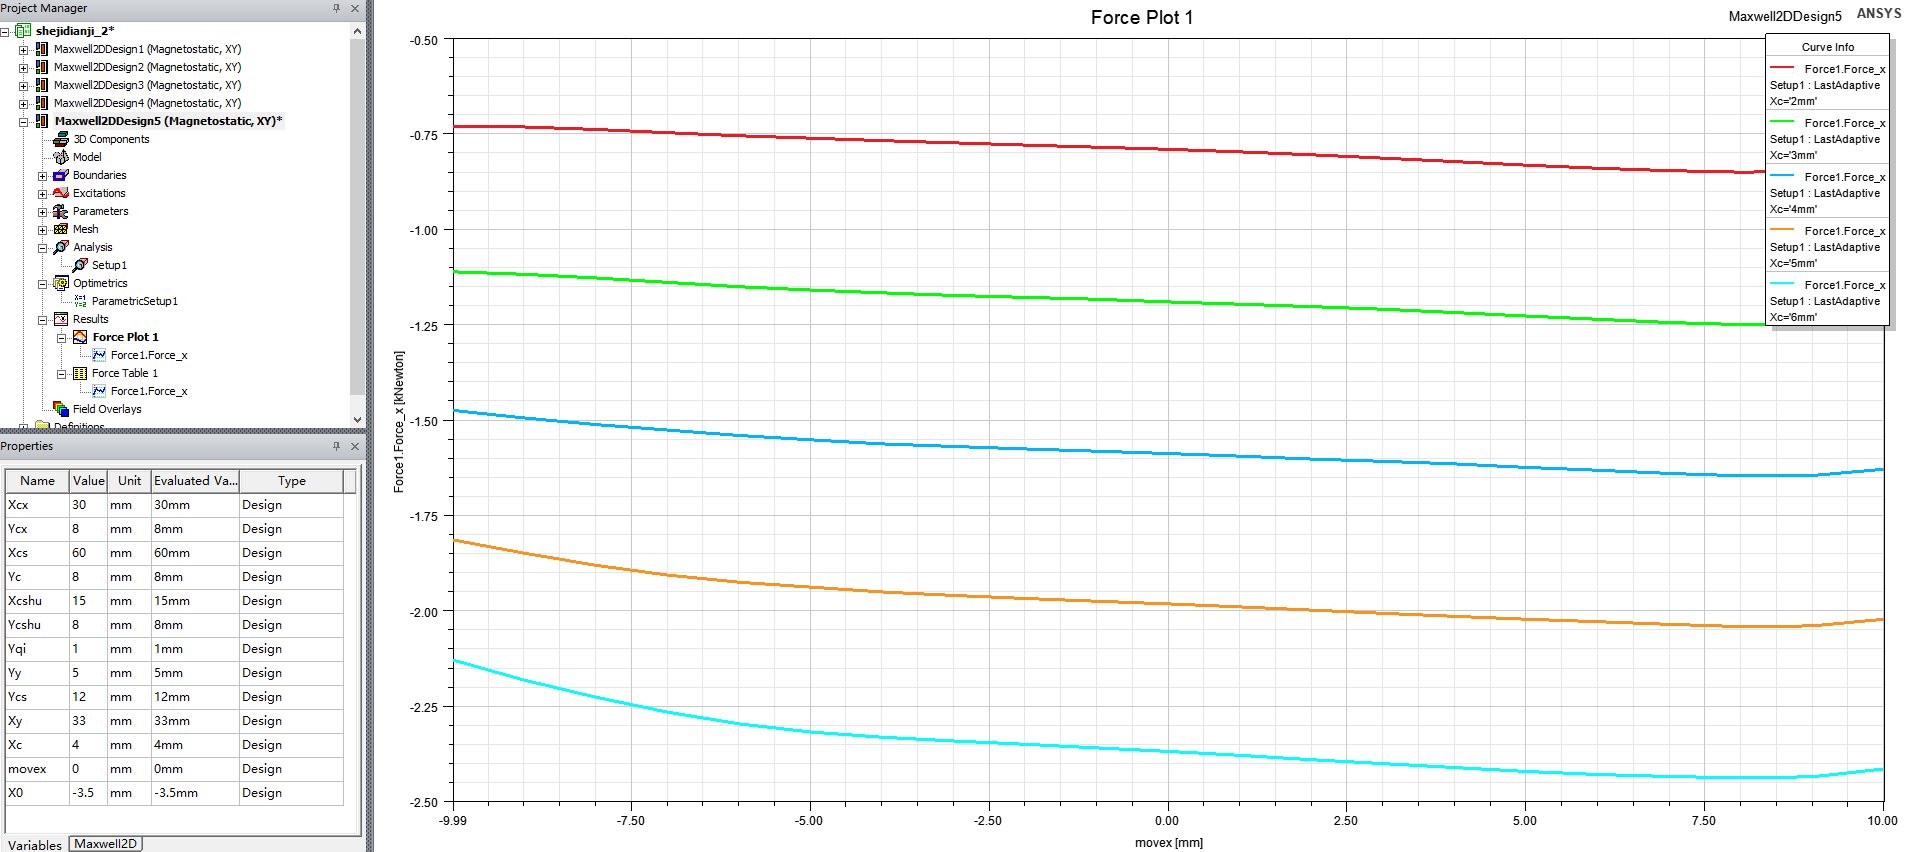 Project Manager
shejidianji_2*
Maxwell2DDesign1 (Magnetostatic, XY)
Maxwell2DDesign2 (Magnetostatic, XY)
Maxwell2DDesign3 (Magnetostatic, XY)
Maxwell2DDesign4 (Magnetostatic, XY)
Maxwell2DDesign5 (Magnetostatic, XY)*
3D Components
Model
Boundaries
Excitations
Parameters
Mesh
Analysis
Setup1
Optimetrics
ParametricSetup1
Results
Force Plot 1
Force1.Force_x
Force Table 1
Force1.Force_x
Field Overlays
Definitions
Properties
Name Value Unit Evaluated Va... Type
Xcx 30 mm 30mm Design
Ycx 8 mm 8mm Design
Xcs 60 mm 60mm Design
Yc 8 mm 8mm Design
Xcshu 15 mm 15mm Design
Ycshu 8 mm 8mm Design
Yqi 1 mm 1mm Design
Yy 5 mm 5mm Design
Ycs 12 mm 12mm Design
Xy 33 mm 33mm Design
Xc 4 mm 4mm Design
movex 0 mm 0mm Design
X0 -3.5 mm -3.5mm Design
Variables Maxwell2D
Force Plot 1
Maxwell2DDesign5 ANSYS
Curve Info
Force1.Force_x
Setup1 : LastAdaptive
Xc='2mm'
Force1.Force_x
Setup1 : LastAdaptive
Xc='3mm'
Force1.Force_x
Setup1 : LastAdaptive
Xc='4mm'
Force1.Force_x
Setup1 : LastAdaptive
Xc='5mm'
Force1.Force_x
Setup1 : LastAdaptive
Xc='6mm'
Force1.Force_x [kNewton]
-0.50
-0.75
-1.00
-1.25
-1.50
-1.75
-2.00
-2.25
-2.50
-9.99 -7.50 -5.00 -2.50 0.00 2.50 5.00 7.50 10.00
movex [mm]